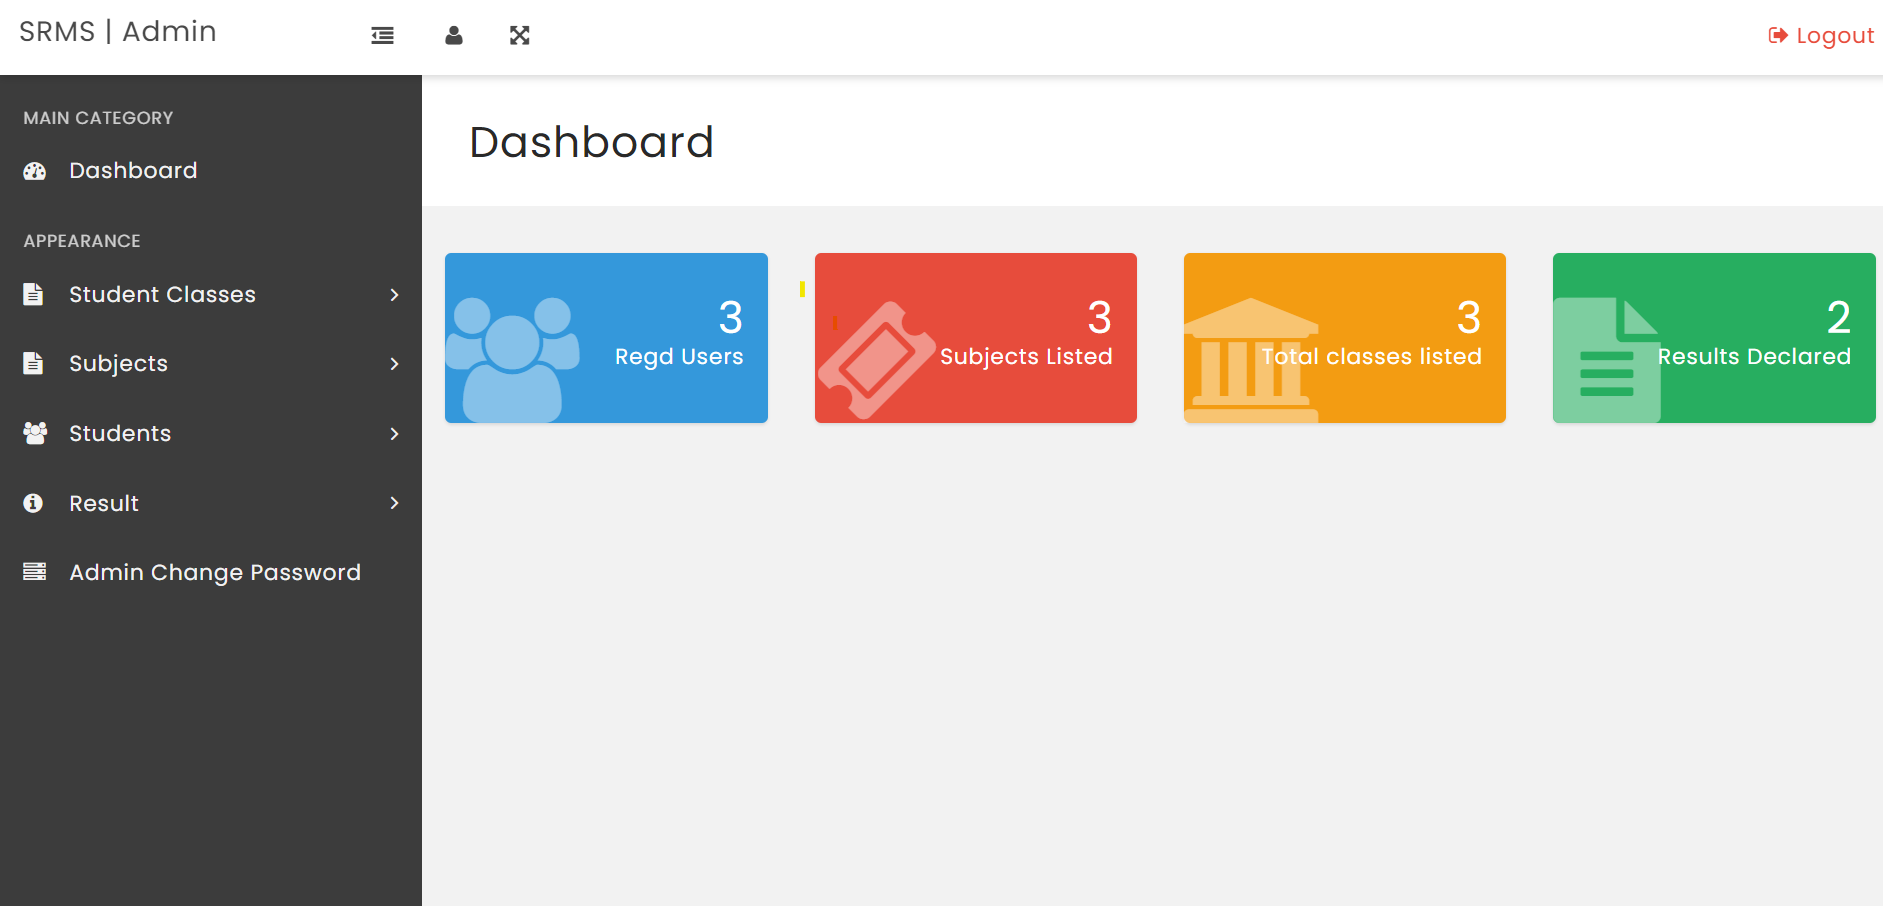 SRMS | Admin
Logout
MAIN CATEGORY
Dashboard
APPEARANCE
Student Classes
Subjects
Students
Result
Admin Change Password
Dashboard
3
Regd Users
3
Subjects Listed
3
Total classes listed
2
Results Declared